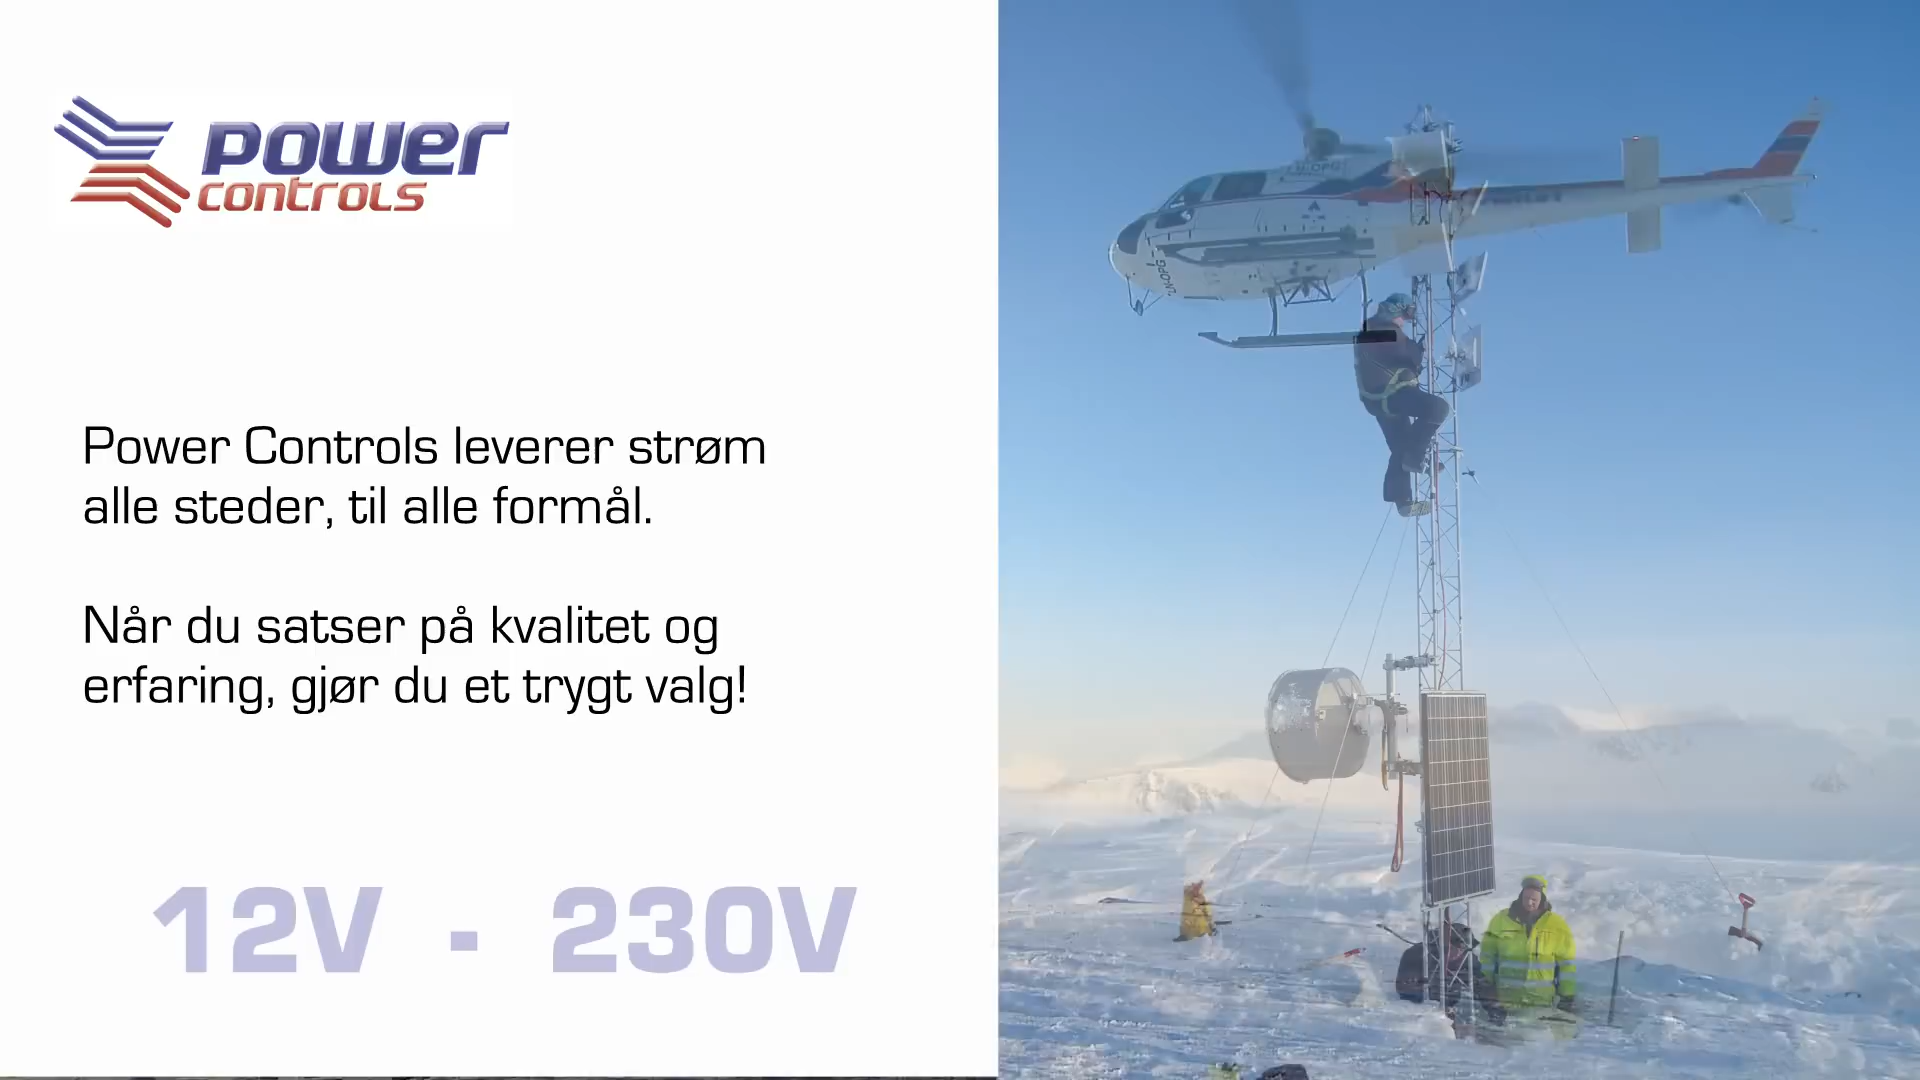 power
controls
Power Controls leverer strøm
alle steder, til alle formål.
Når du satser på kvalitet og
erfaring, gjør du et trygt valg!
12V - 230V